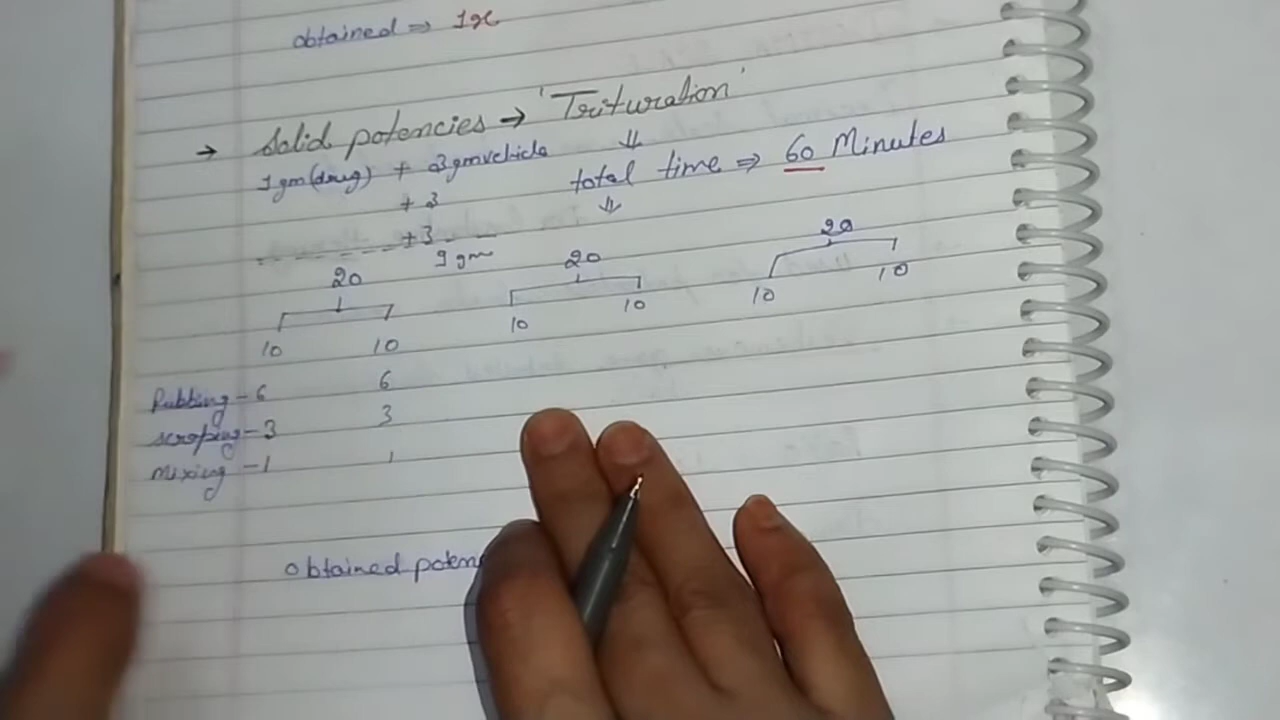 obtained ⇒ 1x
→ Solid potencies → 'Trituration'
1 gm (drug) + 3 gm vehicle
+ 3
+ 3
9 gm
⇓
total time ⇒ 60 Minutes
⇓
20 20 20
10 10 10 10 10 10
Rubbing - 6 6
scraping - 3 3
Mixing - 1 1
obtained poten